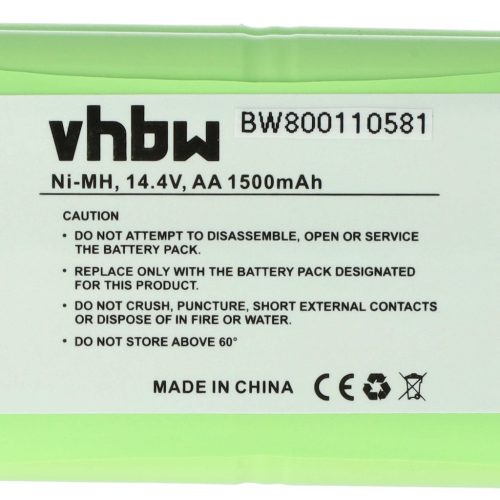 vhbw BW800110581
Ni-MH, 14.4V, AA 1500mAh
CAUTION
• DO NOT ATTEMPT TO DISASSEMBLE, OPEN OR SERVICE
THE BATTERY PACK.
• REPLACE ONLY WITH THE BATTERY PACK DESIGNATED
FOR THIS PRODUCT.
• DO NOT CRUSH, PUNCTURE, SHORT EXTERNAL CONTACTS
OR DISPOSE OF IN FIRE OR WATER.
• DO NOT STORE ABOVE 60°
MADE IN CHINA CE